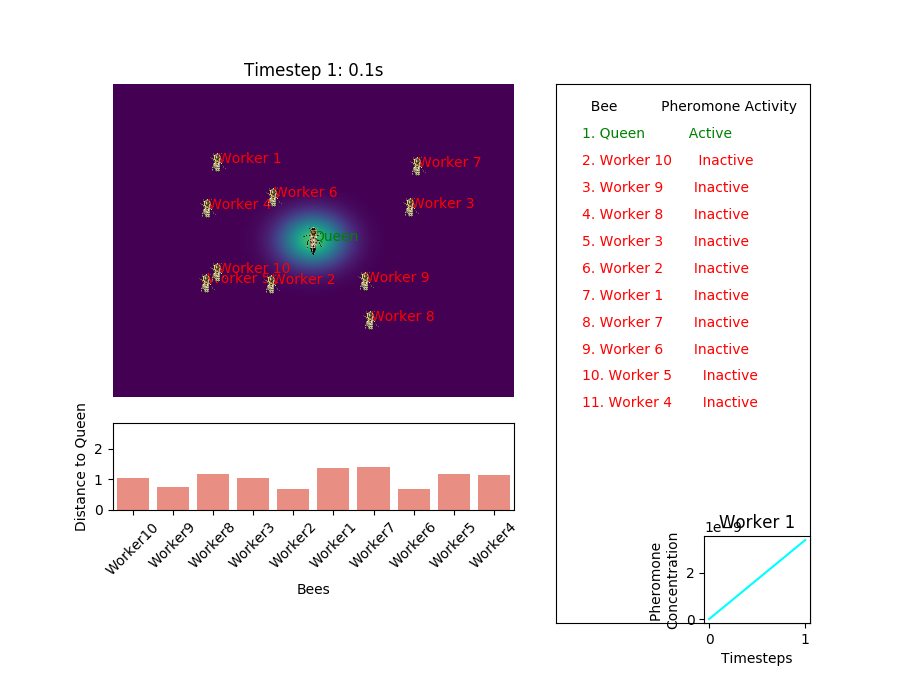 Timestep 1: 0.1s
Worker 1
Worker 7
Worker 6
Worker 4
Worker 3
Queen
Worker 10
Worker 5
Worker 2
Worker 9
Worker 8
Distance to Queen
2
1
0
Worker10
Worker9
Worker8
Worker3
Worker2
Worker1
Worker7
Worker6
Worker5
Worker4
Bees
Bee Pheromone Activity
1. Queen Active
2. Worker 10 Inactive
3. Worker 9 Inactive
4. Worker 8 Inactive
5. Worker 3 Inactive
6. Worker 2 Inactive
7. Worker 1 Inactive
8. Worker 7 Inactive
9. Worker 6 Inactive
10. Worker 5 Inactive
11. Worker 4 Inactive
Worker 1
1e−9
Pheromone
Concentration
2
0
0 1
Timesteps